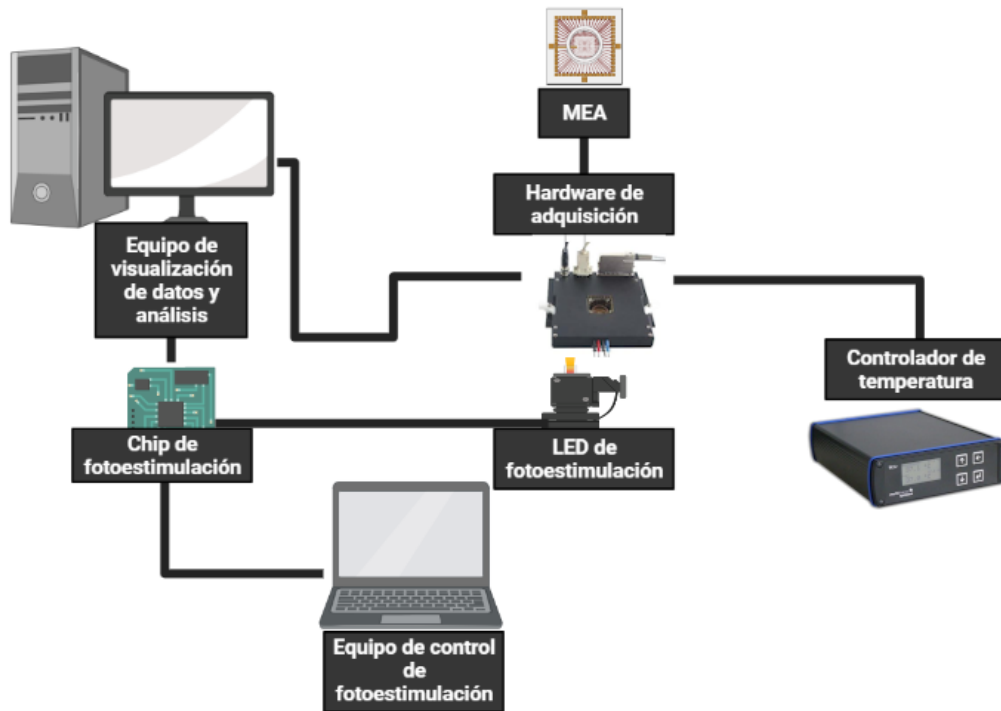 MEA
Hardware de
adquisición
Equipo de
visualización
de datos y
análisis
Controlador de
temperatura
Chip de
fotoestimulación
LED de
fotoestimulación
Equipo de control
de
fotoestimulación